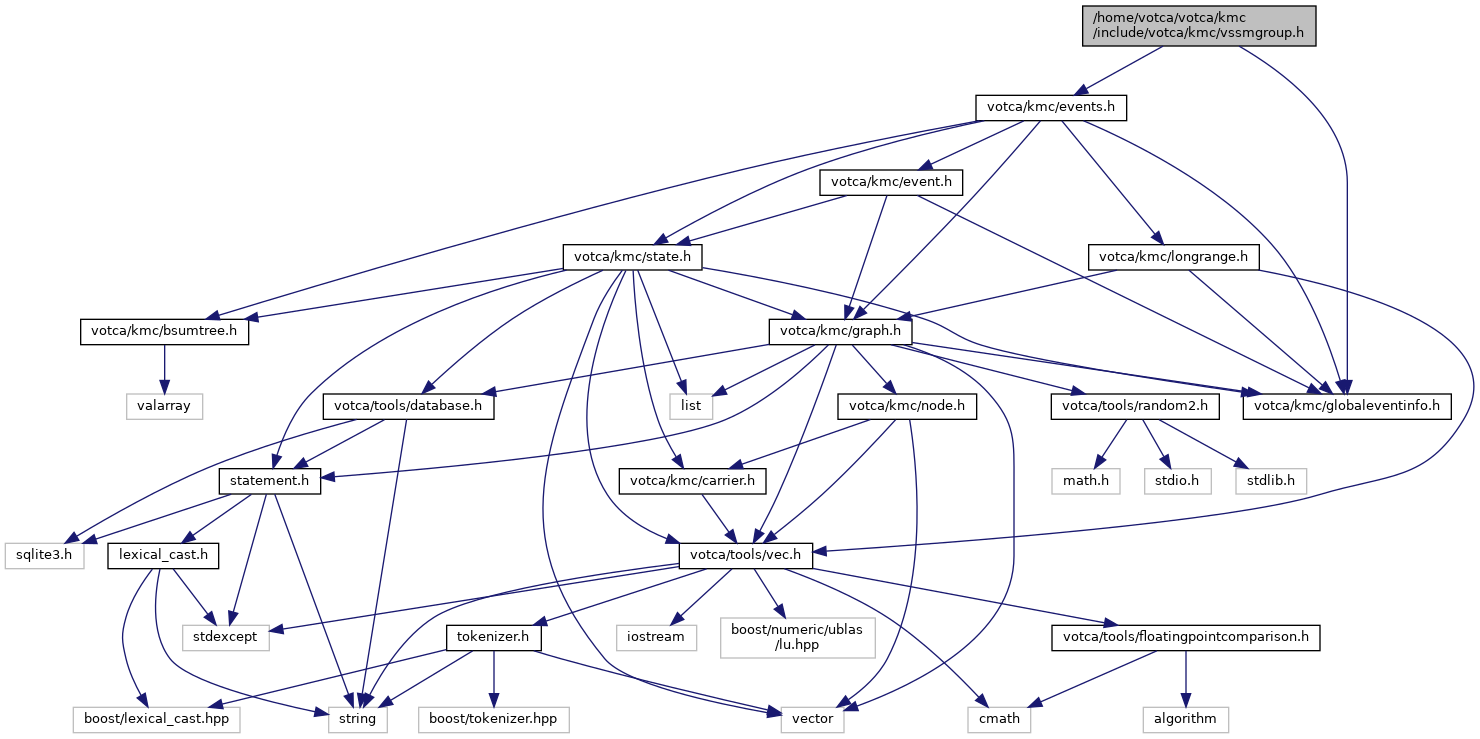 /home/votca/votca/kmc
/include/votca/kmc/vssmgroup.h
votca/kmc/events.h
votca/kmc/event.h
votca/kmc/state.h
votca/kmc/longrange.h
votca/kmc/bsumtree.h
votca/kmc/graph.h
valarray
votca/tools/database.h
list
votca/kmc/node.h
votca/tools/random2.h
votca/kmc/globaleventinfo.h
statement.h
votca/kmc/carrier.h
math.h
stdio.h
stdlib.h
sqlite3.h
lexical_cast.h
votca/tools/vec.h
stdexcept
tokenizer.h
iostream
boost/numeric/ublas
/lu.hpp
votca/tools/floatingpointcomparison.h
boost/lexical_cast.hpp
string
boost/tokenizer.hpp
vector
cmath
algorithm